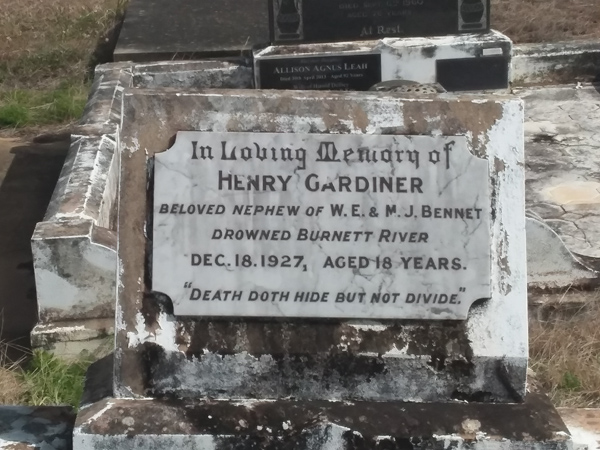 At Rest
ALLISON AGNUS LEAH
In Loving Memory of
HENRY GARDINER
BELOVED NEPHEW OF W.E. & M.J. BENNET
DROWNED BURNETT RIVER
DEC. 18. 1927, AGED 18 YEARS.
"DEATH DOTH HIDE BUT NOT DIVIDE."